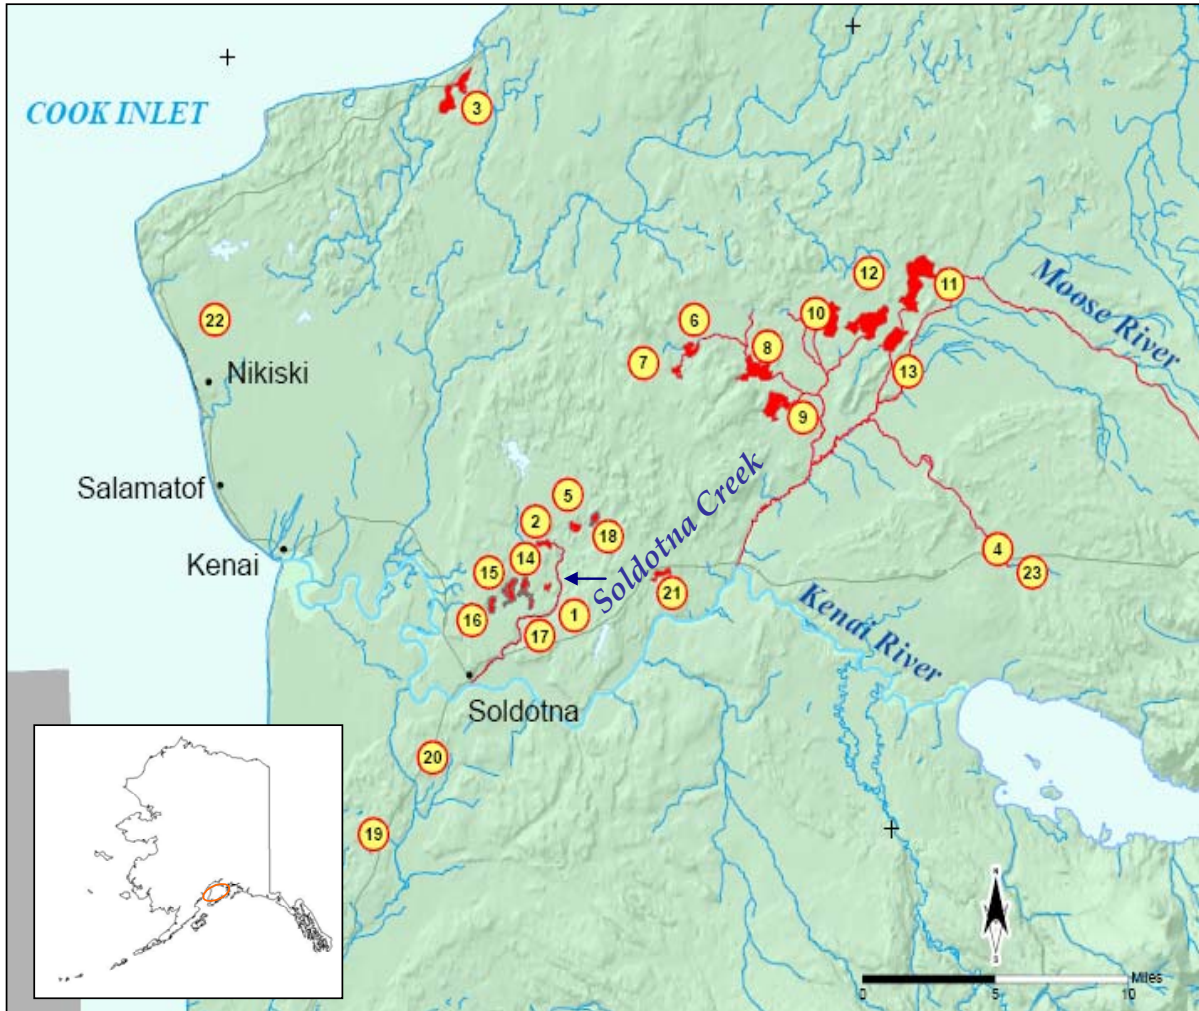 COOK INLET
3
12
11
Moose River
22
6
10
7
8
13
Nikiski
9
Soldotna Creek
Salamatof
5
2
18
Kenai
14
4
15
23
21
16
1
Kenai River
17
Soldotna
20
19
N
S
Miles
0
5
10